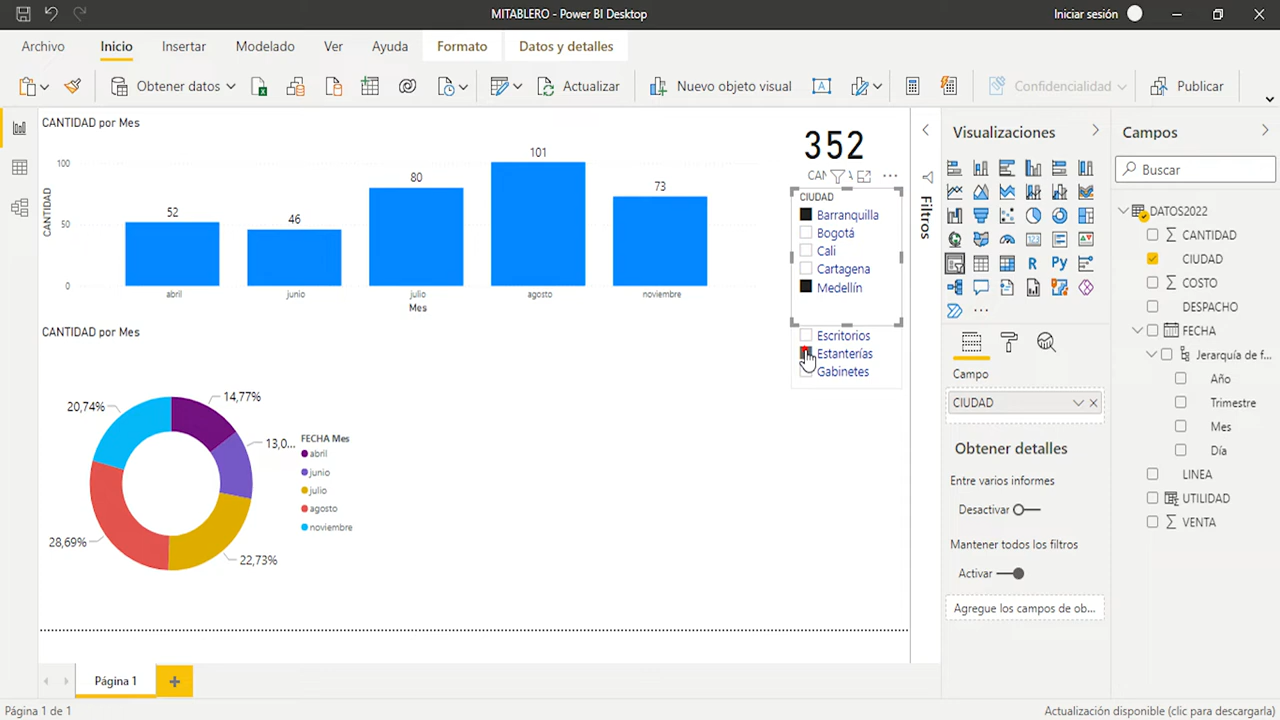 MITABLERO - Power BI Desktop
Iniciar sesión
Archivo
Inicio
Insertar
Modelado
Ver
Ayuda
Formato
Datos y detalles
Obtener datos
Actualizar
Nuevo objeto visual
Confidencialidad
Publicar
CANTIDAD por Mes
CANTIDAD
100
50
0
52
46
80
101
73
abril
junio
julio
agosto
noviembre
Mes
352
CIUDAD
Barranquilla
Bogotá
Cali
Cartagena
Medellín
Escritorios
Estanterías
Gabinetes
CANTIDAD por Mes
20,74%
14,77%
13,0...
28,69%
22,73%
FECHA Mes
abril
junio
julio
agosto
noviembre
Filtros
Visualizaciones
R
Py
123
Campo
CIUDAD
Obtener detalles
Entre varios informes
Desactivar
Mantener todos los filtros
Activar
Agregue los campos de ob...
Campos
Buscar
DATOS2022
CANTIDAD
CIUDAD
COSTO
DESPACHO
FECHA
Jerarquía de f...
Año
Trimestre
Mes
Día
LINEA
UTILIDAD
VENTA
Página 1
Página 1 de 1
Actualización disponible (clic para descargarla)